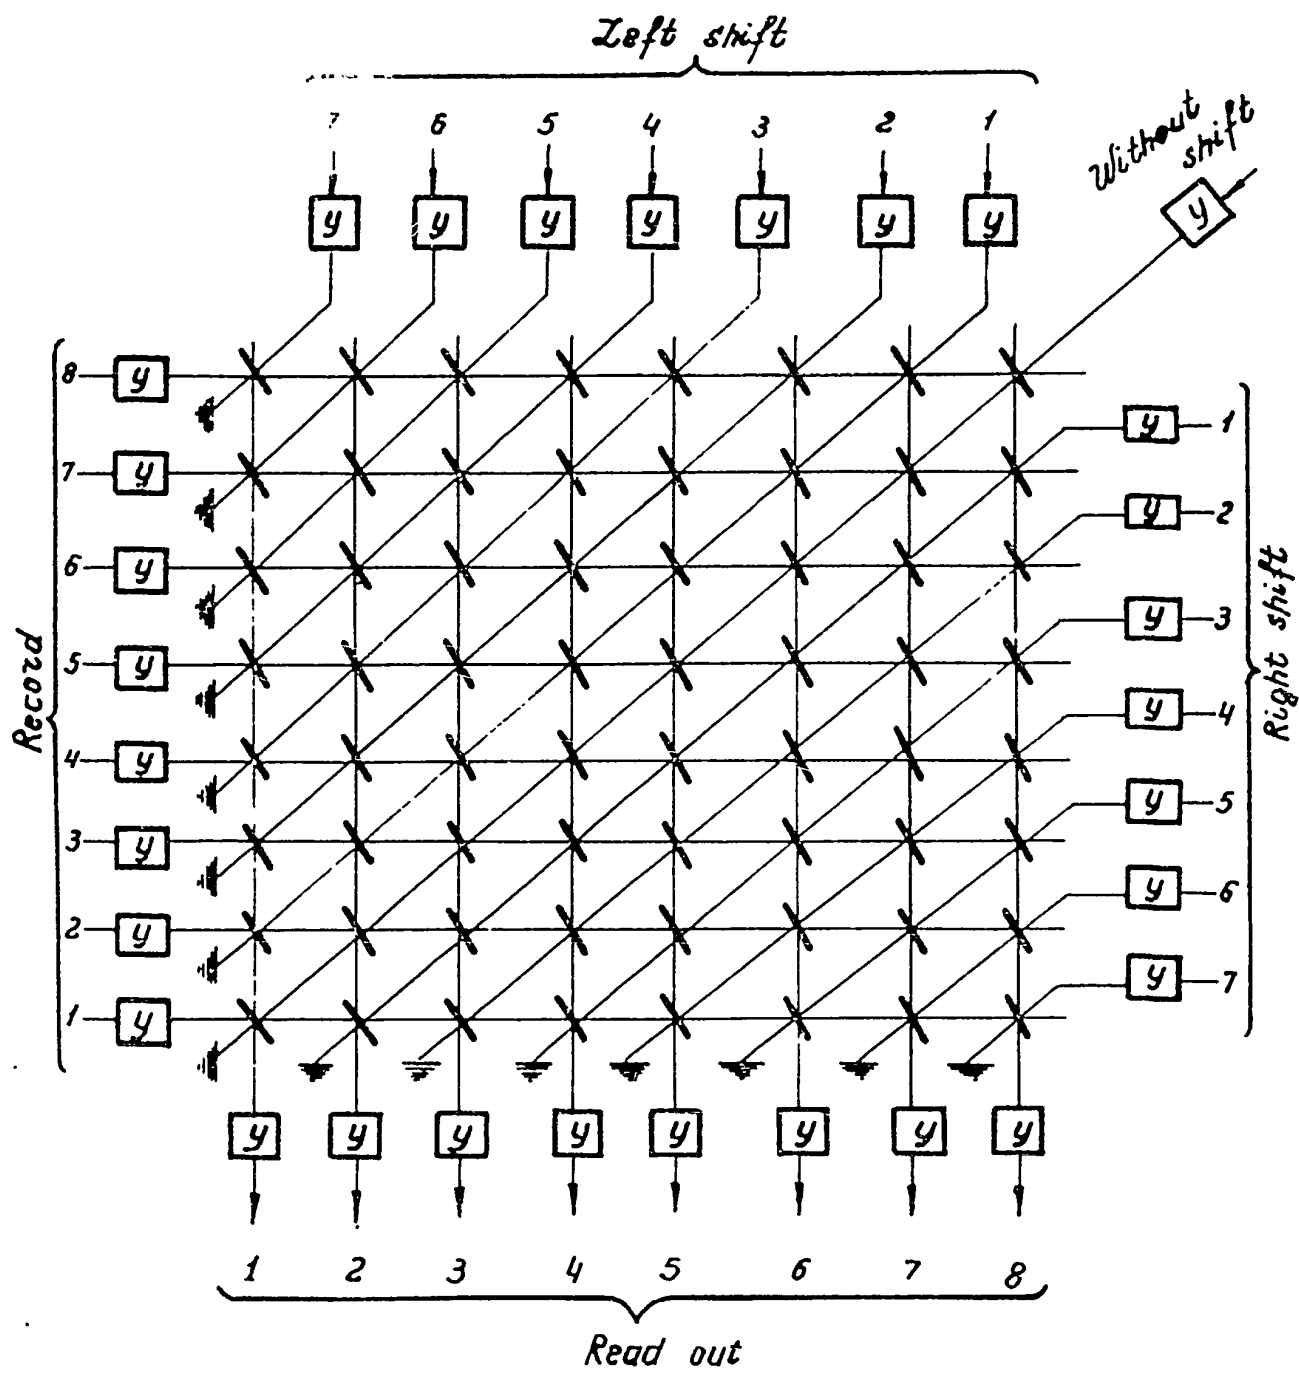 Left shift
7 6 5 4 3 2 1
Without
shift
y y y y y y y y
8 y
y 1
7 y
y 2
6 y
y 3
5 y
y 4
4 y
y 5
3 y
y 6
2 y
y 7
1 y
Record
Right shift
y y y y y y y y
1 2 3 4 5 6 7 8
Read out